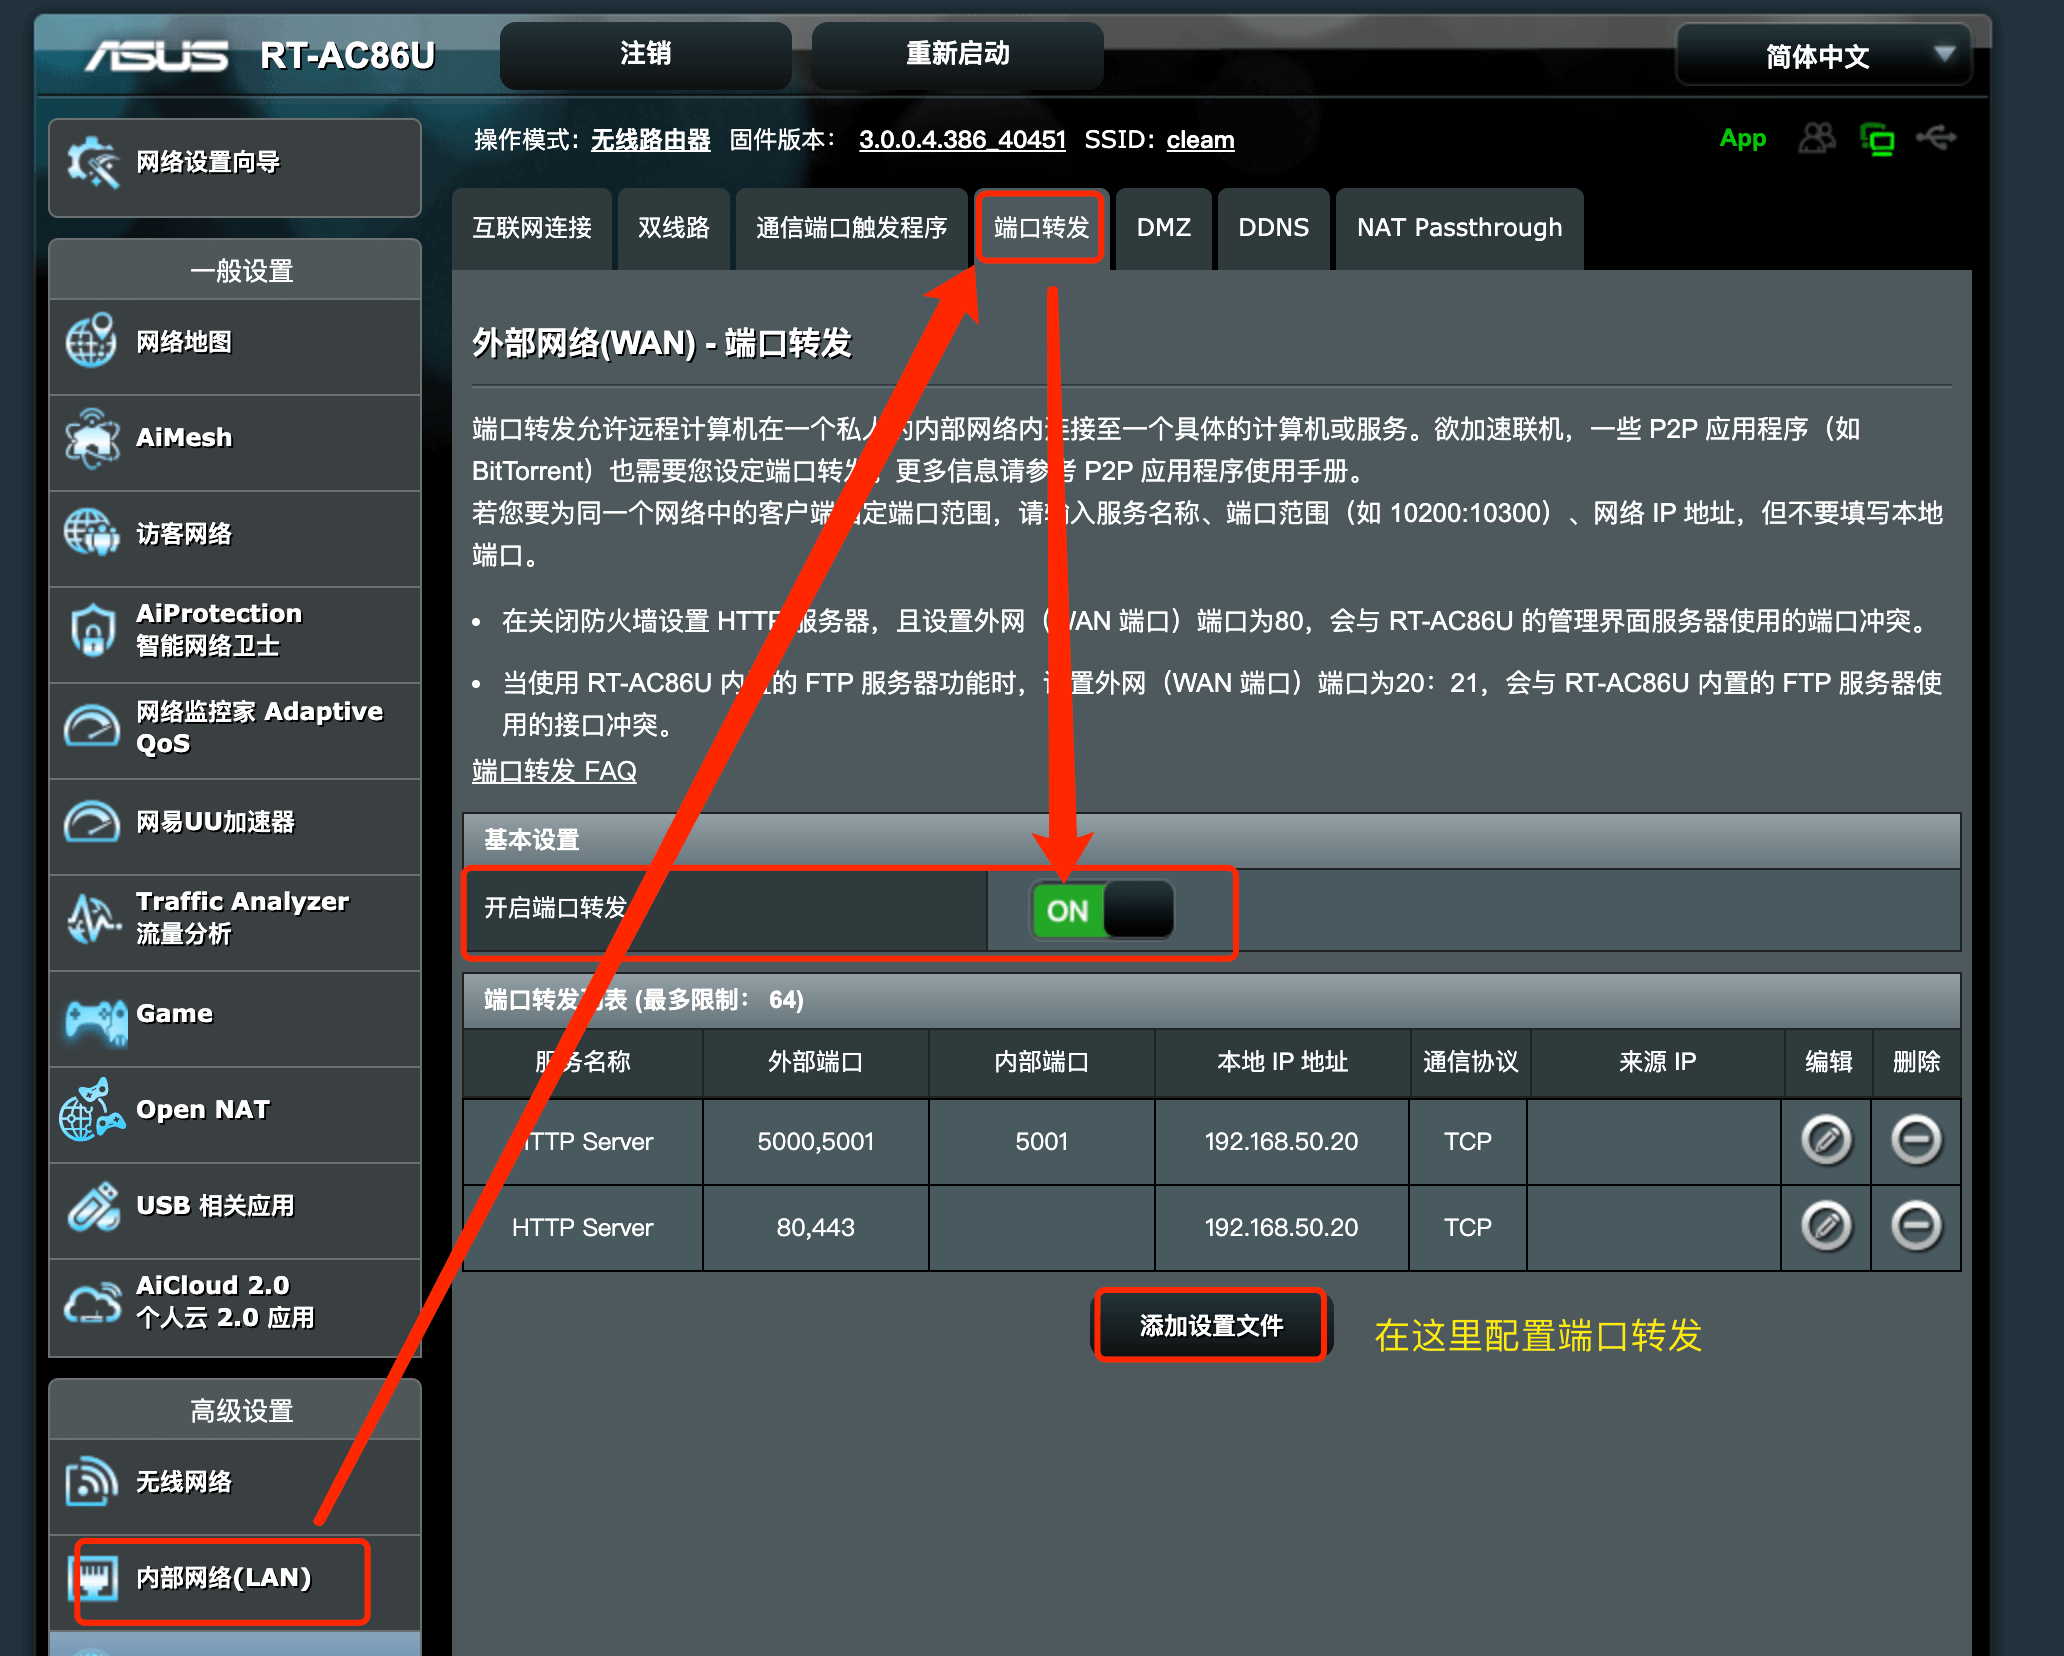 ASUS RT-AC86U 注销 重新启动 简体中文
操作模式: 无线路由器 固件版本: 3.0.0.4.386_40451 SSID: cleam App
网络设置向导
一般设置
网络地图
AiMesh
访客网络
AiProtection
智能网络卫士
网络监控家 Adaptive
QoS
网易UU加速器
Traffic Analyzer
流量分析
Game
Open NAT
USB 相关应用
AiCloud 2.0
个人云 2.0 应用
高级设置
无线网络
内部网络(LAN)
互联网连接 双线路 通信端口触发程序 端口转发 DMZ DDNS NAT Passthrough
外部网络(WAN) - 端口转发
端口转发允许远程计算机在一个私人的内部网络内连接至一个具体的计算机或服务。欲加速联机，一些 P2P 应用程序（如
BitTorrent）也需要您设定端口转发，更多信息请参考 P2P 应用程序使用手册。
若您要为同一个网络中的客户端指定端口范围，请输入服务名称、端口范围（如 10200:10300）、网络 IP 地址，但不要填写本地
端口。
• 在关闭防火墙设置 HTTP 服务器，且设置外网（WAN 端口）端口为80，会与 RT-AC86U 的管理界面服务器使用的端口冲突。
• 当使用 RT-AC86U 内置的 FTP 服务器功能时，设置外网（WAN 端口）端口为20：21，会与 RT-AC86U 内置的 FTP 服务器使
用的接口冲突。
端口转发 FAQ
基本设置
开启端口转发 ON
端口转发列表 (最多限制： 64)
服务名称 外部端口 内部端口 本地 IP 地址 通信协议 来源 IP 编辑 删除
HTTP Server 5000,5001 5001 192.168.50.20 TCP
HTTP Server 80,443 192.168.50.20 TCP
添加设置文件 在这里配置端口转发